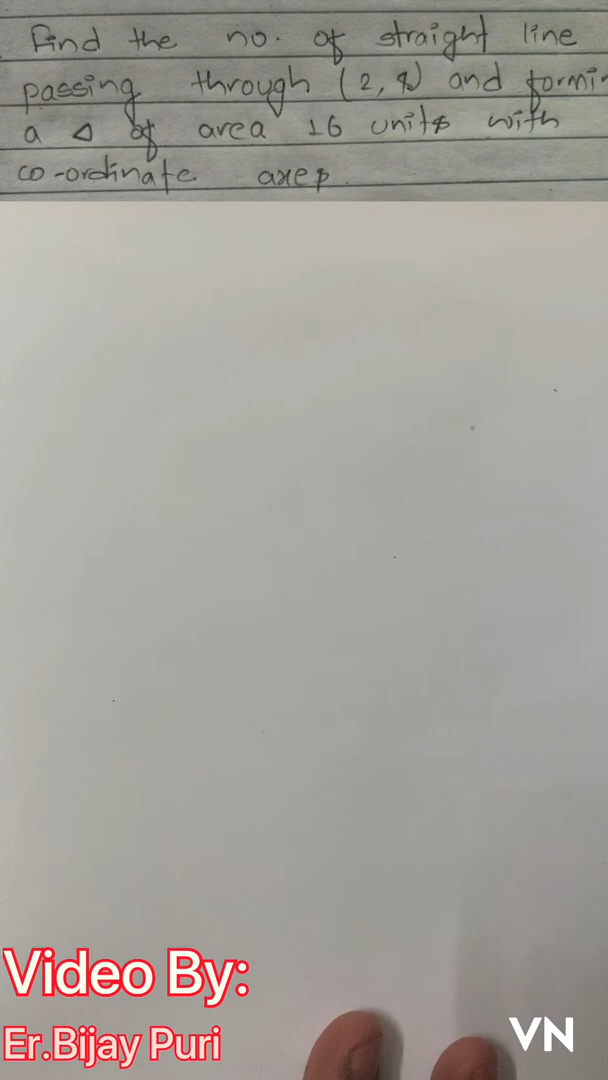 Find the no. of straight line
passing through (2, 4) and formin
a △ of area 16 units with
co-ordinate axes.
Video By:
Er.Bijay Puri
VN